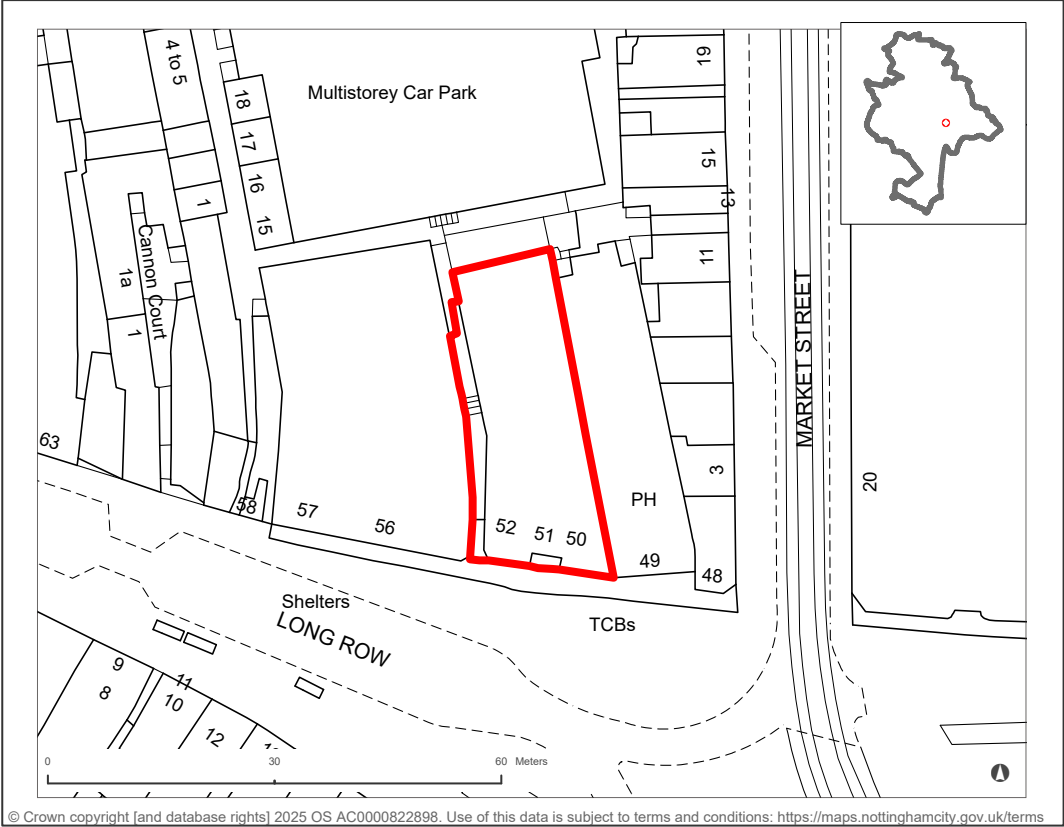 4 to 5
18
17
16
15
1
Multistorey Car Park
19
15
13
11
Cannon Court
1a
1
MARKET STREET
63
58
57
56
52
51
50
PH
49
48
3
20
Shelters
LONG ROW
TCBs
9
8
11
10
12
0
30
60 Meters
© Crown copyright [and database rights] 2025 OS AC0000822898. Use of this data is subject to terms and conditions: https://maps.nottinghamcity.gov.uk/terms